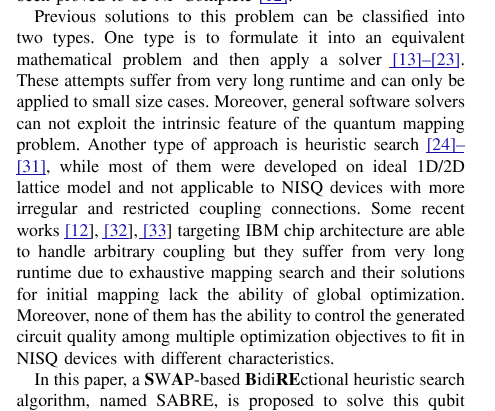 been proved to be NP-Complete [12].
Previous solutions to this problem can be classified into
two types. One type is to formulate it into an equivalent
mathematical problem and then apply a solver [13]–[23].
These attempts suffer from very long runtime and can only be
applied to small size cases. Moreover, general software solvers
can not exploit the intrinsic feature of the quantum mapping
problem. Another type of approach is heuristic search [24]–
[31], while most of them were developed on ideal 1D/2D
lattice model and not applicable to NISQ devices with more
irregular and restricted coupling connections. Some recent
works [12], [32], [33] targeting IBM chip architecture are able
to handle arbitrary coupling but they suffer from very long
runtime due to exhaustive mapping search and their solutions
for initial mapping lack the ability of global optimization.
Moreover, none of them has the ability to control the generated
circuit quality among multiple optimization objectives to fit in
NISQ devices with different characteristics.
In this paper, a SWAP-based BidiREctional heuristic search
algorithm, named SABRE, is proposed to solve this qubit